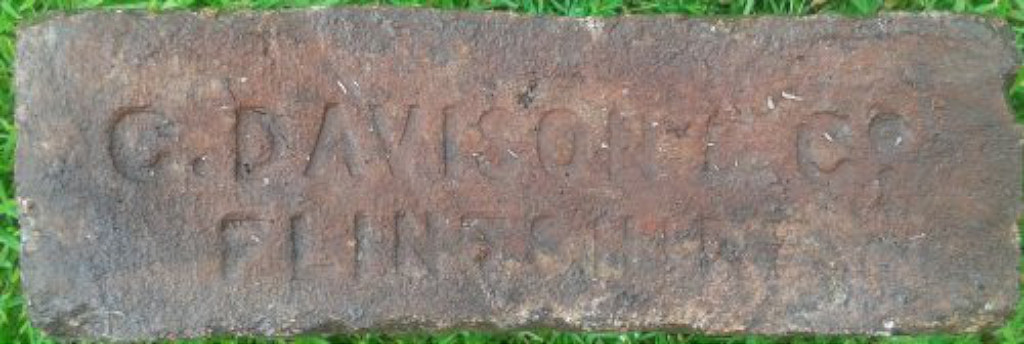 C. DAVISON & Co
FLINTSHIRE